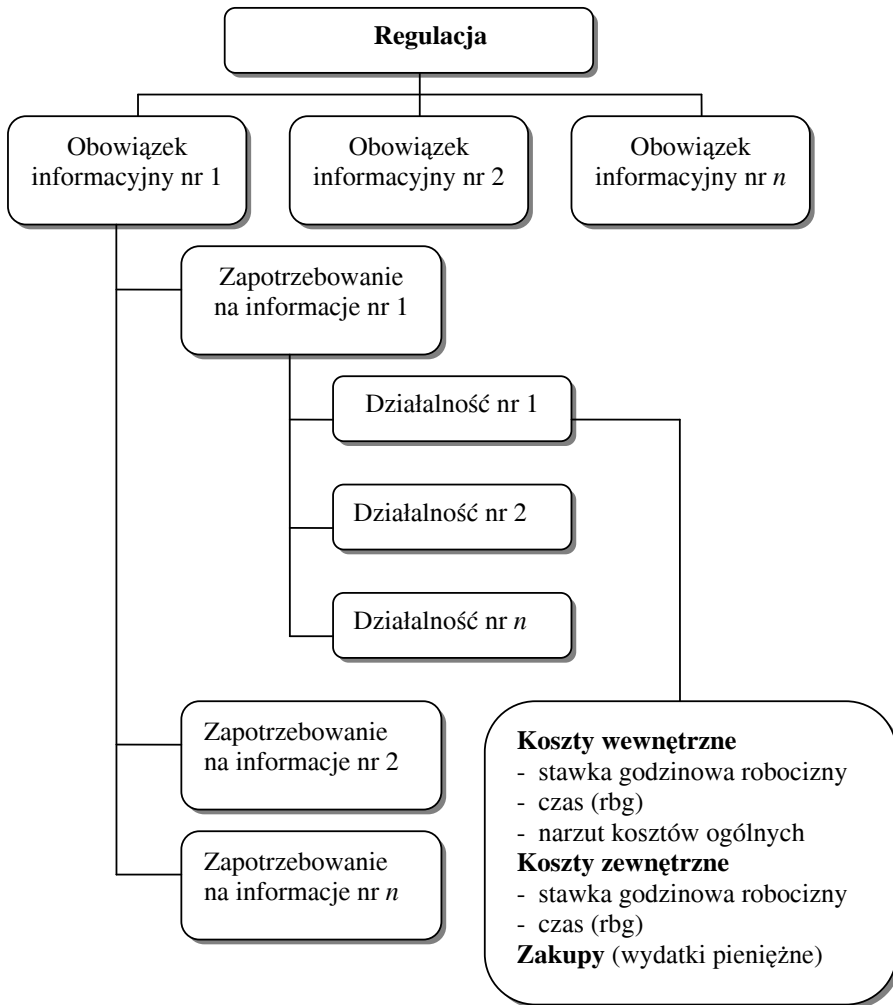 Regulacja
Obowiązek
informacyjny nr 1
Obowiązek
informacyjny nr 2
Obowiązek
informacyjny nr n
Zapotrzebowanie
na informacje nr 1
Działalność nr 1
Działalność nr 2
Działalność nr n
Zapotrzebowanie
na informacje nr 2
Zapotrzebowanie
na informacje nr n
Koszty wewnętrzne
- stawka godzinowa robocizny
- czas (rbg)
- narzut kosztów ogólnych
Koszty zewnętrzne
- stawka godzinowa robocizny
- czas (rbg)
Zakupy (wydatki pieniężne)